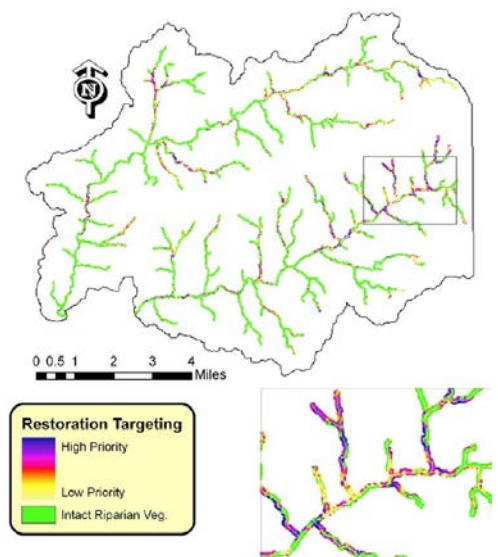 N
0 0.5 1 2 3 4
Miles
Restoration Targeting
High Priority
Low Priority
Intact Riparian Veg.